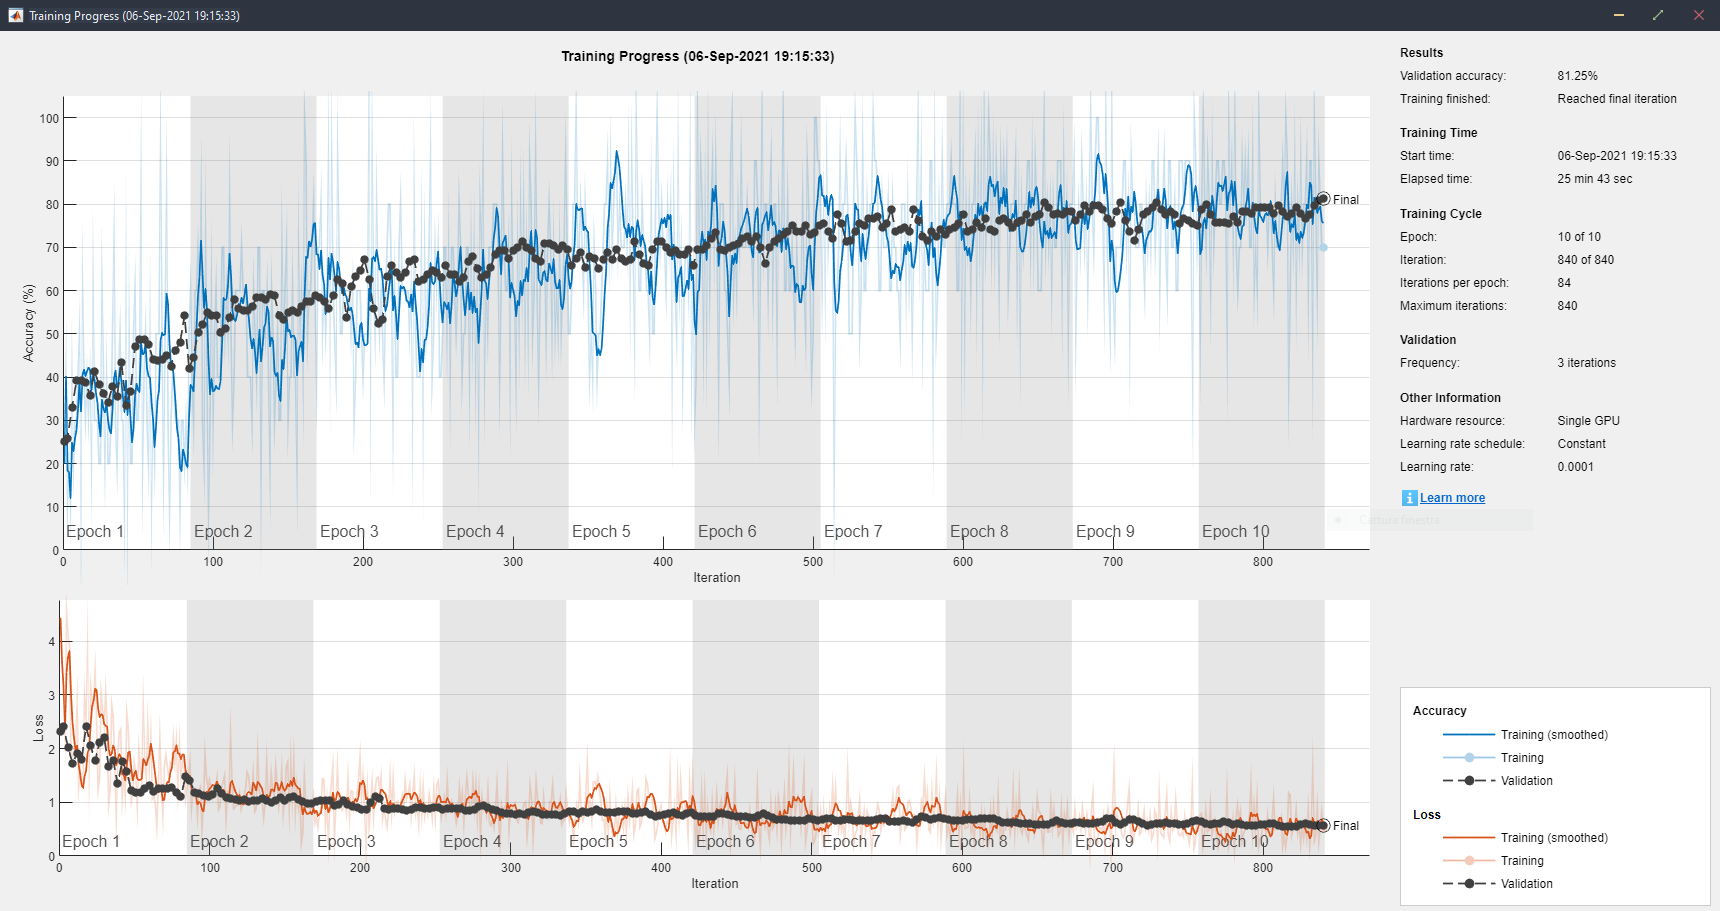 Training Progress (06-Sep-2021 19:15:33)
Training Progress (06-Sep-2021 19:15:33)
Accuracy (%)
100
90
80
70
60
50
40
30
20
10
0
Final
Epoch 1 Epoch 2 Epoch 3 Epoch 4 Epoch 5 Epoch 6 Epoch 7 Epoch 8 Epoch 9 Epoch 10
0 100 200 300 400 500 600 700 800
Iteration
Loss
4
3
2
1
0
Final
Epoch 1 Epoch 2 Epoch 3 Epoch 4 Epoch 5 Epoch 6 Epoch 7 Epoch 8 Epoch 9 Epoch 10
0 100 200 300 400 500 600 700 800
Iteration
Results
Validation accuracy: 81.25%
Training finished: Reached final iteration
Training Time
Start time: 06-Sep-2021 19:15:33
Elapsed time: 25 min 43 sec
Training Cycle
Epoch: 10 of 10
Iteration: 840 of 840
Iterations per epoch: 84
Maximum iterations: 840
Validation
Frequency: 3 iterations
Other Information
Hardware resource: Single GPU
Learning rate schedule: Constant
Learning rate: 0.0001
i Learn more
Cattura finestra
Accuracy
Training (smoothed)
Training
Validation
Loss
Training (smoothed)
Training
Validation